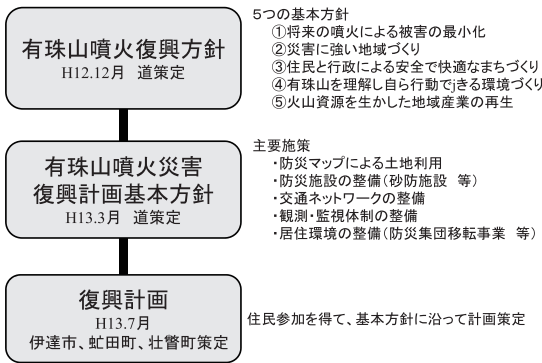 有珠山噴火復興方針
H12.12月 道策定
5つの基本方針
①将来の噴火による被害の最小化
②災害に強い地域づくり
③住民と行政による安全で快適なまちづくり
④有珠山を理解し自ら行動でjきる環境づくり
⑤火山資源を生かした地域産業の再生
有珠山噴火災害
復興計画基本方針
H13.3月 道策定
主要施策
・防災マップによる土地利用
・防災施設の整備(砂防施設 等)
・交通ネットワークの整備
・観測・監視体制の整備
・居住環境の整備(防災集団移転事業 等)
復興計画
H13.7月
伊達市、虻田町、壮瞥町策定
住民参加を得て、基本方針に沿って計画策定